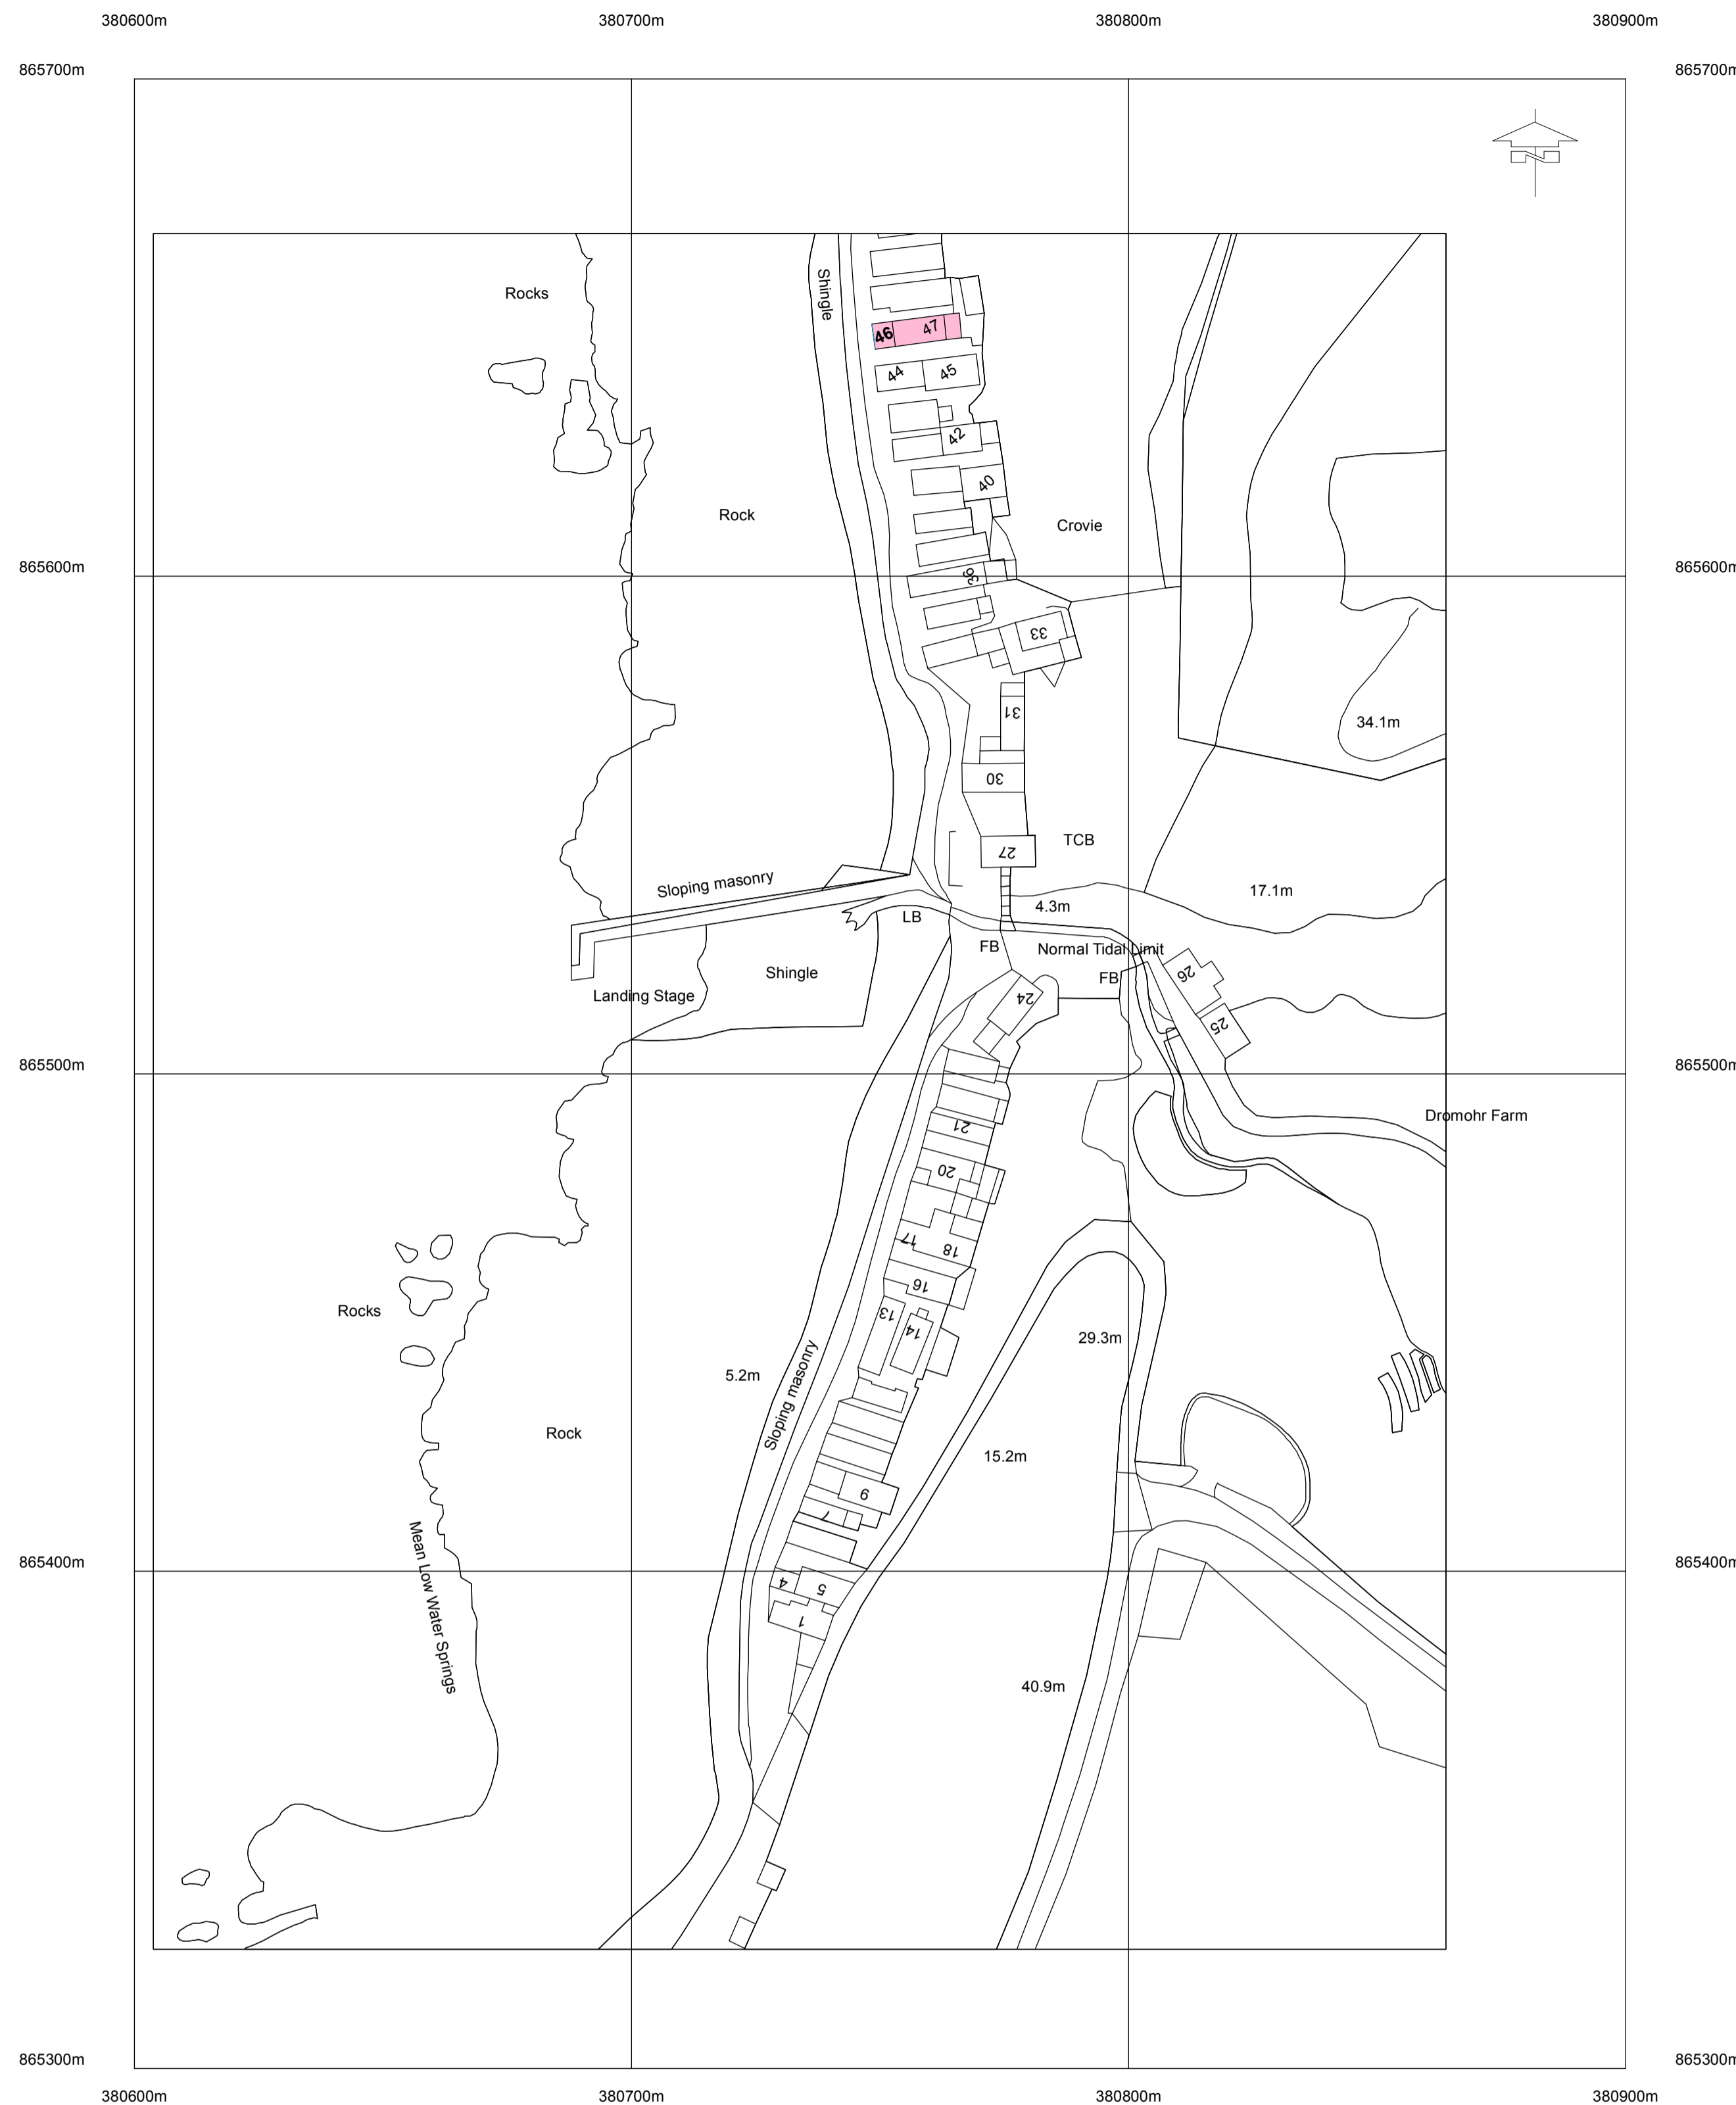 380600m 380700m 380800m 380900m
865700m 865700m
Rocks
Shingle
46 47
44 45
42
40
Rock
Crovie
865600m 865600m
36
33
31
34.1m
30
TCB
27
Sloping masonry
17.1m
4.3m
LB
FB
Normal Tidal Limit
Shingle
26
FB
Landing Stage
24
25
865500m 865500m
Dromohr Farm
21
20
17
18
16
Rocks
13
14
29.3m
5.2m
Sloping masonry
Rock
15.2m
9
7
865400m 865400m
4
5
1
Mean Low Water Springs
40.9m
865300m 865300m
380600m 380700m 380800m 380900m